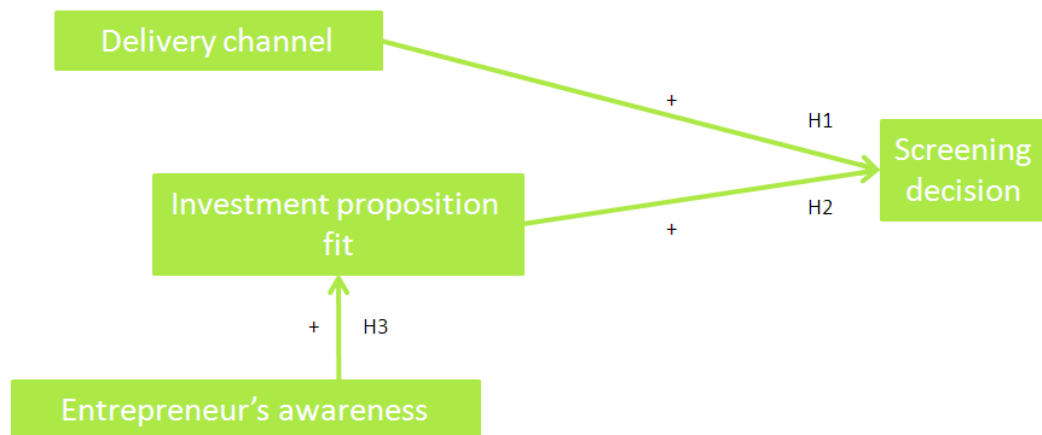 Delivery channel
+
H1
Screening
decision
Investment proposition
fit
H2
+
+
H3
Entrepreneur’s awareness